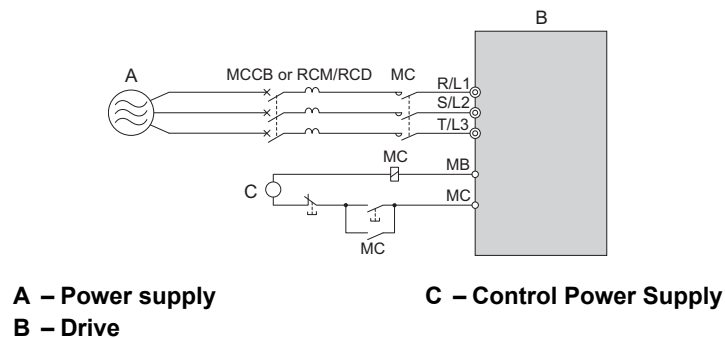 B
A
MCCB or RCM/RCD MC
R/L1
S/L2
T/L3
MC
MB
C
MC
MC
A – Power supply
C – Control Power Supply
B – Drive